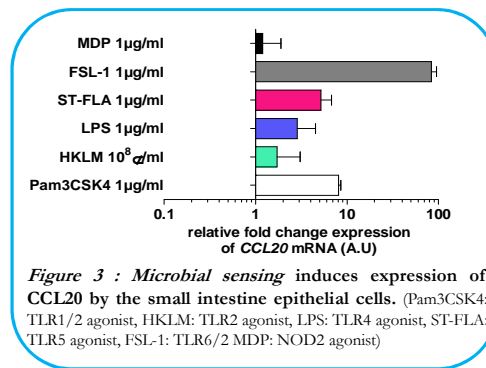 MDP 1µg/ml
FSL-1 1µg/ml
ST-FLA 1µg/ml
LPS 1µg/ml
HKLM 10⁸ /ml
Pam3CSK4 1µg/ml
0.1 1 10 100
relative fold change expression
of CCL20 mRNA (A.U)
Figure 3 : Microbial sensing induces expression of
CCL20 by the small intestine epithelial cells. (Pam3CSK4:
TLR1/2 agonist, HKLM: TLR2 agonist, LPS: TLR4 agonist, ST-FLA:
TLR5 agonist, FSL-1: TLR6/2 MDP: NOD2 agonist)